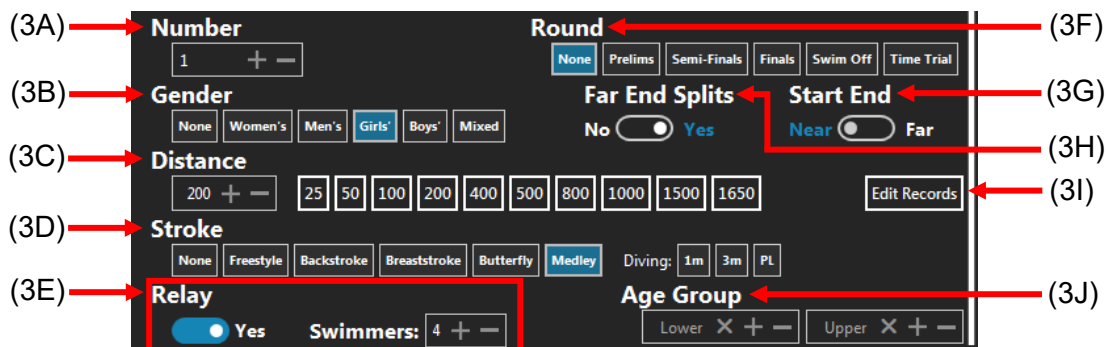 (3A) Number Round (3F)
1 + − None Prelims Semi-Finals Finals Swim Off Time Trial
(3B) Gender Far End Splits Start End (3G)
None Women's Men's Girls' Boys' Mixed No Yes Near Far
(3H)
(3C) Distance
200 + − 25 50 100 200 400 500 800 1000 1500 1650 Edit Records (3I)
(3D) Stroke
None Freestyle Backstroke Breaststroke Butterfly Medley Diving: 1m 3m PL
(3E) Relay Age Group (3J)
Yes Swimmers: 4 + − Lower × + − Upper × + −